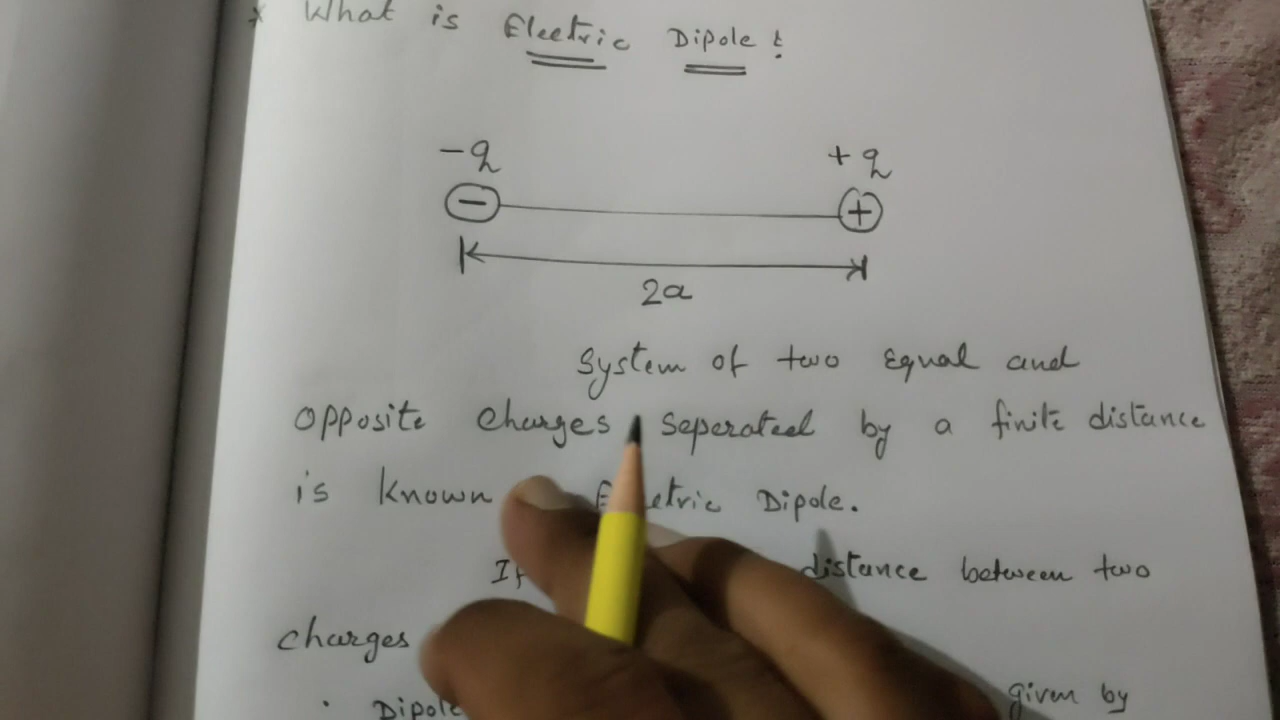 * What is Electric Dipole?
-q +q
- +
2a
System of two equal and
opposite charges seperated by a finite distance
is known Electric Dipole.
If distance between two
charges
. Dipole given by